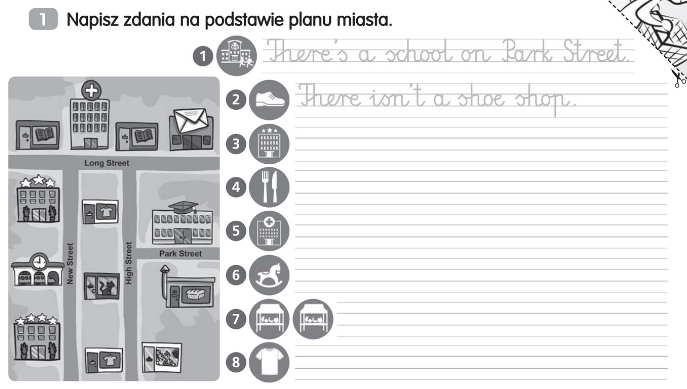 1 Napisz zdania na podstawie planu miasta.
1 There's a school on Park Street.
2 There isn't a shoe shop.
3
4
5
6
7
8
Long Street
New Street
High Street
Park Street